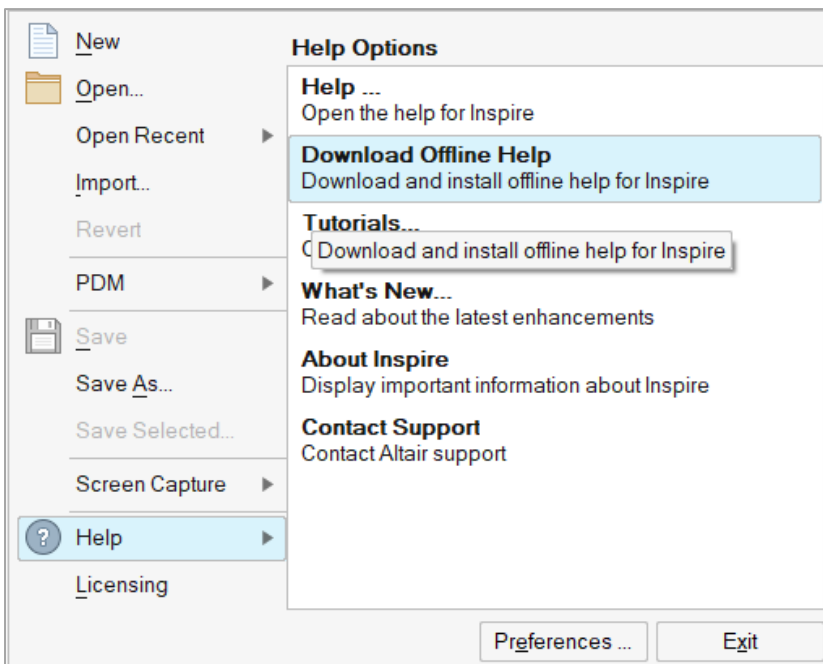 New
Open...
Open Recent
Import...
Revert
PDM
Save
Save As...
Save Selected...
Screen Capture
Help
Licensing
Help Options
Help ...
Open the help for Inspire
Download Offline Help
Download and install offline help for Inspire
Tutorials...
Download and install offline help for Inspire
What's New...
Read about the latest enhancements
About Inspire
Display important information about Inspire
Contact Support
Contact Altair support
Preferences ...
Exit